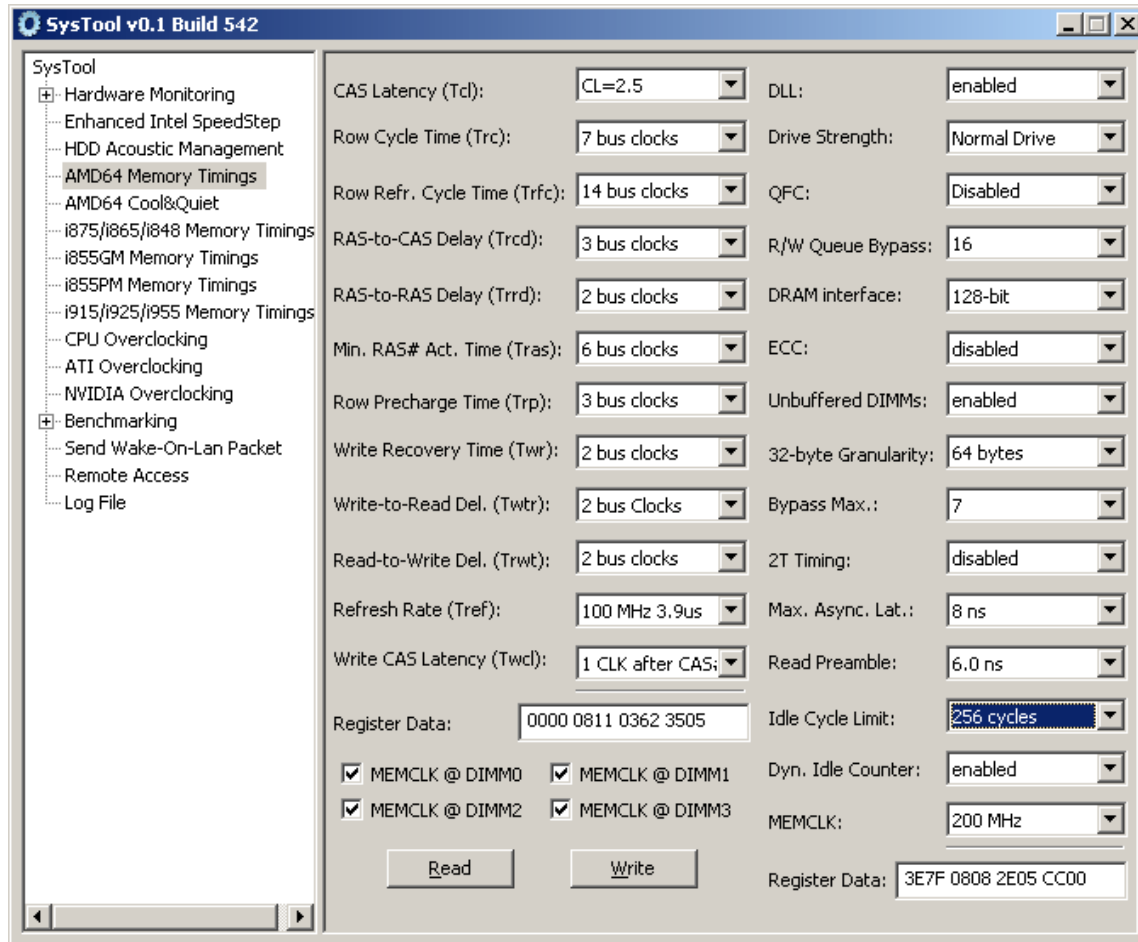 SysTool v0.1 Build 542
SysTool
Hardware Monitoring
Enhanced Intel SpeedStep
HDD Acoustic Management
AMD64 Memory Timings
AMD64 Cool&Quiet
i875/i865/i848 Memory Timings
i855GM Memory Timings
i855PM Memory Timings
i915/i925/i955 Memory Timings
CPU Overclocking
ATI Overclocking
NVIDIA Overclocking
Benchmarking
Send Wake-On-Lan Packet
Remote Access
Log File
CAS Latency (Tcl): CL=2.5
Row Cycle Time (Trc): 7 bus clocks
Row Refr. Cycle Time (Trfc): 14 bus clocks
RAS-to-CAS Delay (Trcd): 3 bus clocks
RAS-to-RAS Delay (Trrd): 2 bus clocks
Min. RAS# Act. Time (Tras): 6 bus clocks
Row Precharge Time (Trp): 3 bus clocks
Write Recovery Time (Twr): 2 bus clocks
Write-to-Read Del. (Twtr): 2 bus Clocks
Read-to-Write Del. (Trwt): 2 bus clocks
Refresh Rate (Tref): 100 MHz 3.9us
Write CAS Latency (Twcl): 1 CLK after CAS
Register Data: 0000 0811 0362 3505
MEMCLK @ DIMM0 MEMCLK @ DIMM1
MEMCLK @ DIMM2 MEMCLK @ DIMM3
Read Write
DLL: enabled
Drive Strength: Normal Drive
QFC: Disabled
R/W Queue Bypass: 16
DRAM interface: 128-bit
ECC: disabled
Unbuffered DIMMs: enabled
32-byte Granularity: 64 bytes
Bypass Max.: 7
2T Timing: disabled
Max. Async. Lat.: 8 ns
Read Preamble: 6.0 ns
Idle Cycle Limit: 256 cycles
Dyn. Idle Counter: enabled
MEMCLK: 200 MHz
Register Data: 3E7F 0808 2E05 CC00